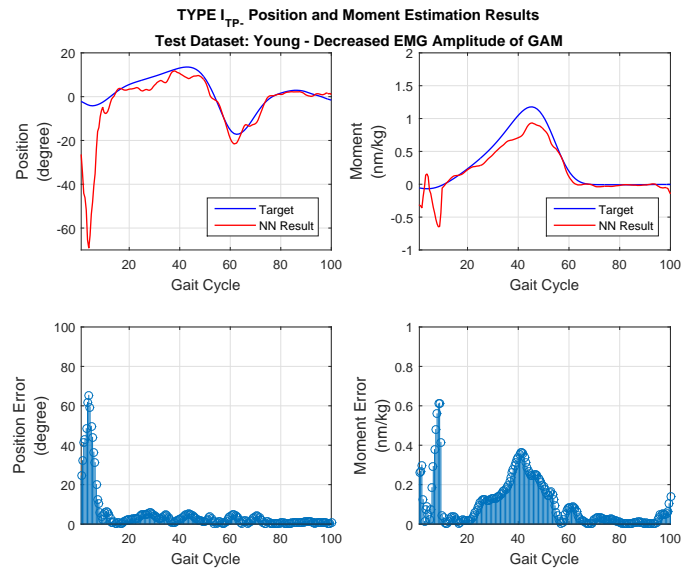 TYPE I_TP- Position and Moment Estimation Results
Test Dataset: Young - Decreased EMG Amplitude of GAM
20
0
-20
-40
-60
20
40
60
80
100
Position
(degree)
Gait Cycle
Target
NN Result
2
1.5
1
0.5
0
-0.5
-1
20
40
60
80
100
Moment
(nm/kg)
Gait Cycle
Target
NN Result
100
80
60
40
20
0
20
40
60
80
100
Position Error
(degree)
Gait Cycle
1
0.8
0.6
0.4
0.2
0
20
40
60
80
100
Moment Error
(nm/kg)
Gait Cycle